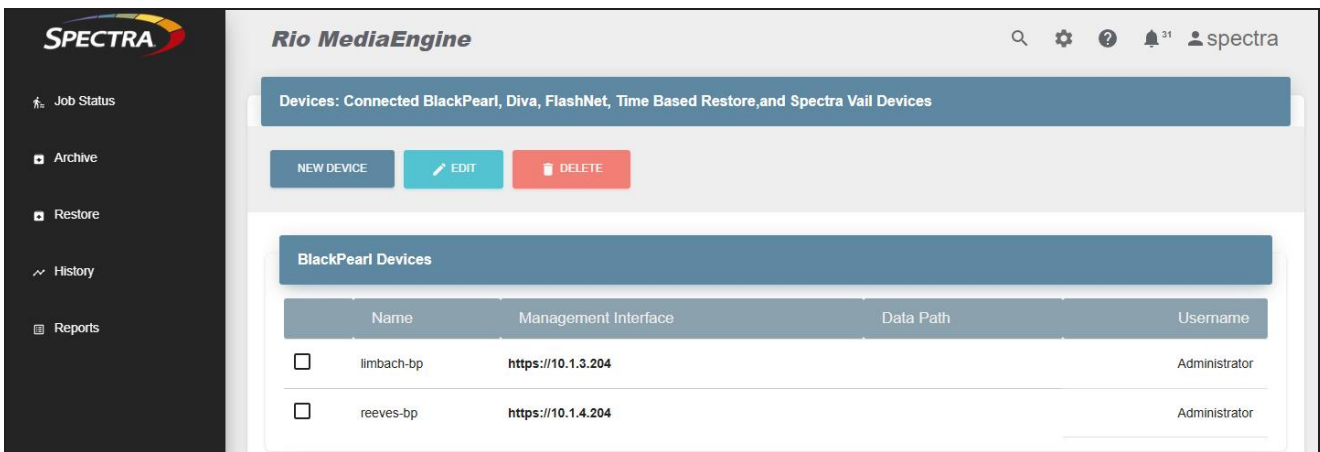 SPECTRA
Rio MediaEngine
31
spectra
Job Status
Archive
Restore
History
Reports
Devices: Connected BlackPearl, Diva, FlashNet, Time Based Restore,and Spectra Vail Devices
NEW DEVICE EDIT DELETE
BlackPearl Devices
Name Management Interface Data Path Username
limbach-bp https://10.1.3.204 Administrator
reeves-bp https://10.1.4.204 Administrator